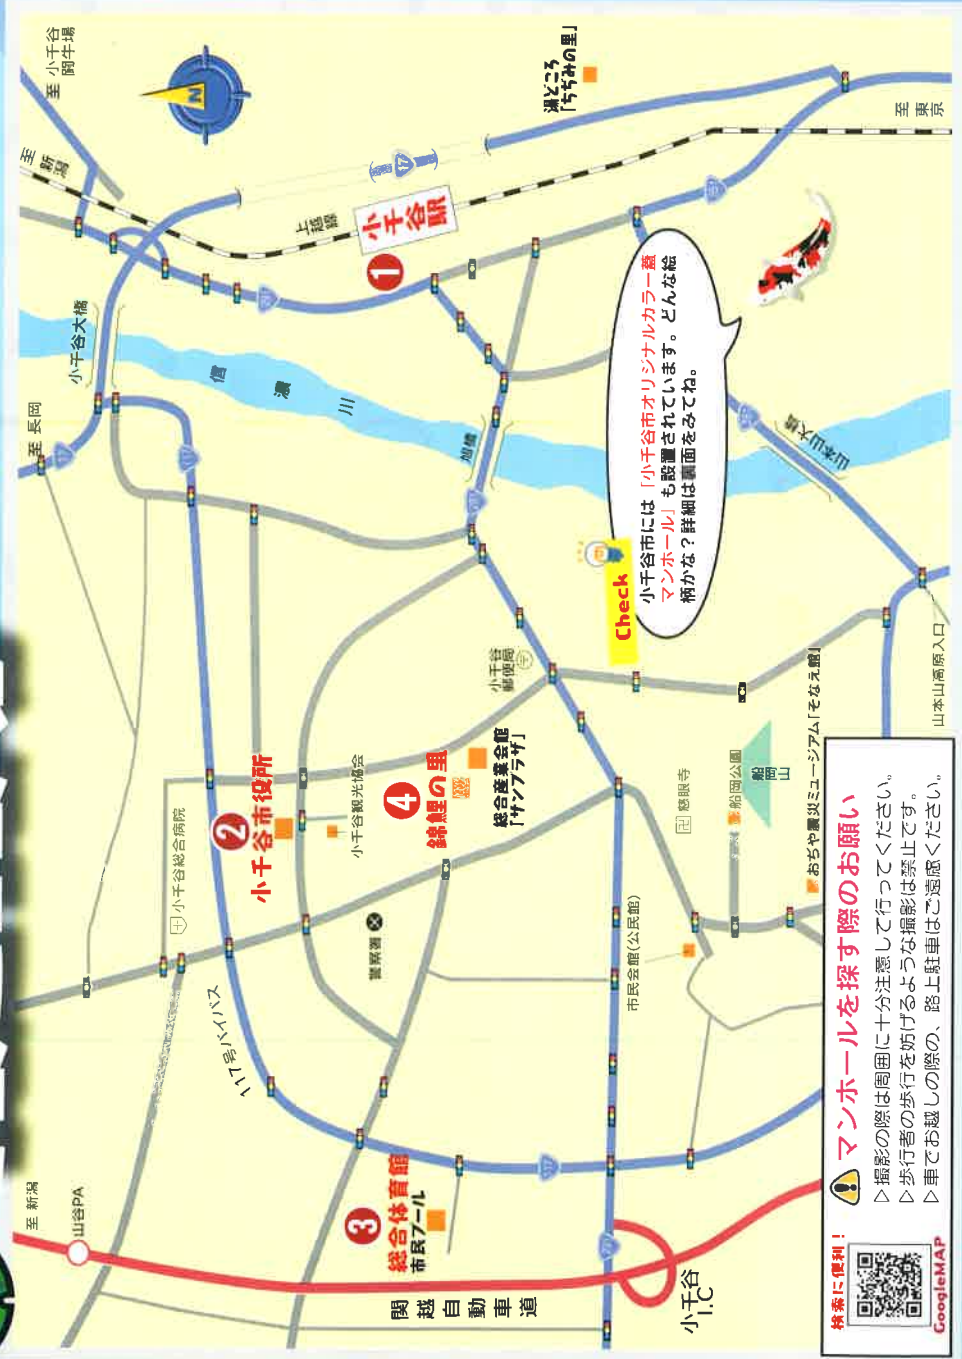 至 新潟
山谷PA
3
総合体育館
市民プール
関越自動車道
小千谷
I.C
117号バイパス
117
小千谷総合病院
2
小千谷市役所
小千谷観光協会
警察署
4
錦鯉の里
総合産業会館
「サンプラザ」
小千谷
郵便局
市民会館(公民館)
慈眼寺
船岡公園
船岡山
おぢや震災ミュージアム「そなえ館」
山本山高原入口
山本山大橋
至 長岡
17
小千谷大橋
信濃川
旭橋
至 新潟
至 小千谷
闘牛場
N
上越線
1
小千谷駅
17
湯どころ
「ちぢみの里」
至 東京
Check
小千谷市には「小千谷市オリジナルカラー蓋
マンホール」も設置されています。どんな絵
柄かな?詳細は裏面をみてね。
検索に便利!
GoogleMAP
マンホールを探す際のお願い
▷撮影の際は周囲に十分注意して行ってください。
▷歩行者の歩行を妨げるような撮影は禁止です。
▷車でお越しの際の、路上駐車はご遠慮ください。